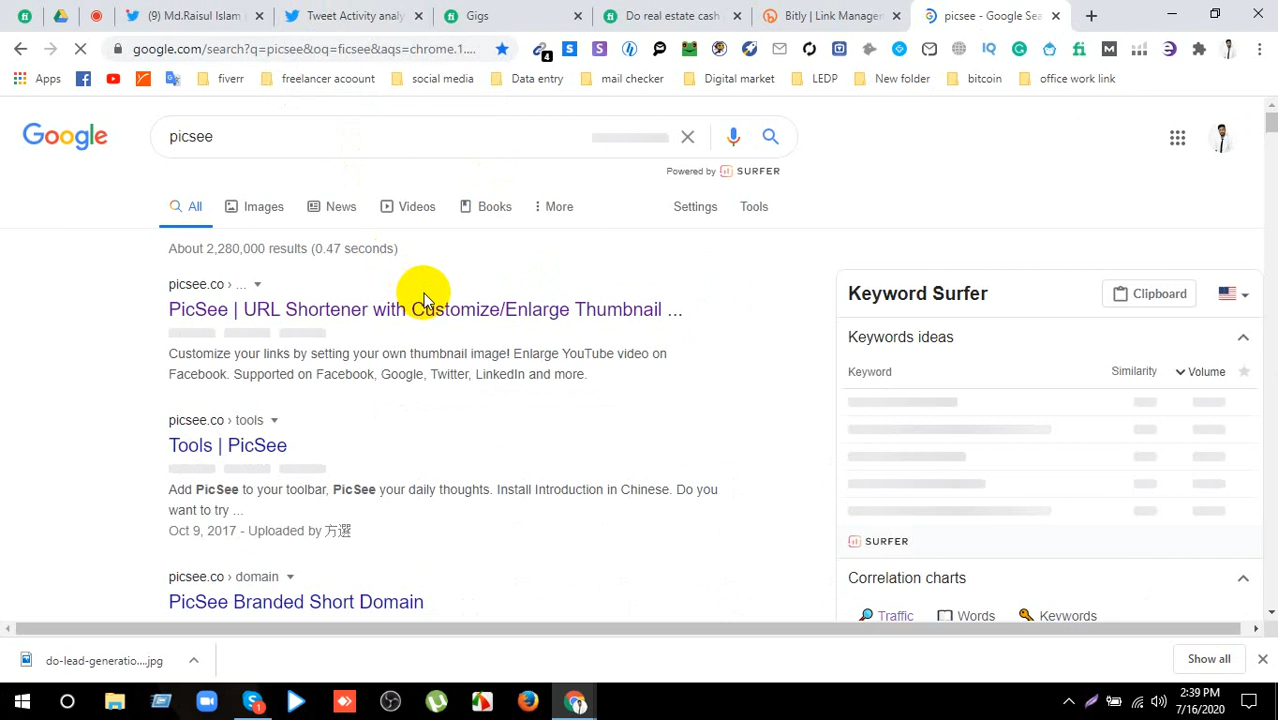 (9) Md.Raisul Islam
Tweet Activity analy
Gigs
Do real estate cash
Bitly | Link Manage
picsee - Google Sea
google.com/search?q=picsee&oq=ficsee&aqs=chrome.1....
4
Apps
fiverr
freelancer acoount
social media
Data entry
mail checker
Digital market
LEDP
New folder
bitcoin
office work link
Google
picsee
Powered by SURFER
All
Images
News
Videos
Books
More
Settings
Tools
About 2,280,000 results (0.47 seconds)
picsee.co › ...
PicSee | URL Shortener with Customize/Enlarge Thumbnail ...
Customize your links by setting your own thumbnail image! Enlarge YouTube video on
Facebook. Supported on Facebook, Google, Twitter, LinkedIn and more.
picsee.co › tools
Tools | PicSee
Add PicSee to your toolbar, PicSee your daily thoughts. Install Introduction in Chinese. Do you
want to try ...
Oct 9, 2017 - Uploaded by 方選
picsee.co › domain
PicSee Branded Short Domain
Keyword Surfer
Clipboard
Keywords ideas
Keyword
Similarity
Volume
SURFER
Correlation charts
Traffic
Words
Keywords
do-lead-generatio....jpg
Show all
2:39 PM
7/16/2020